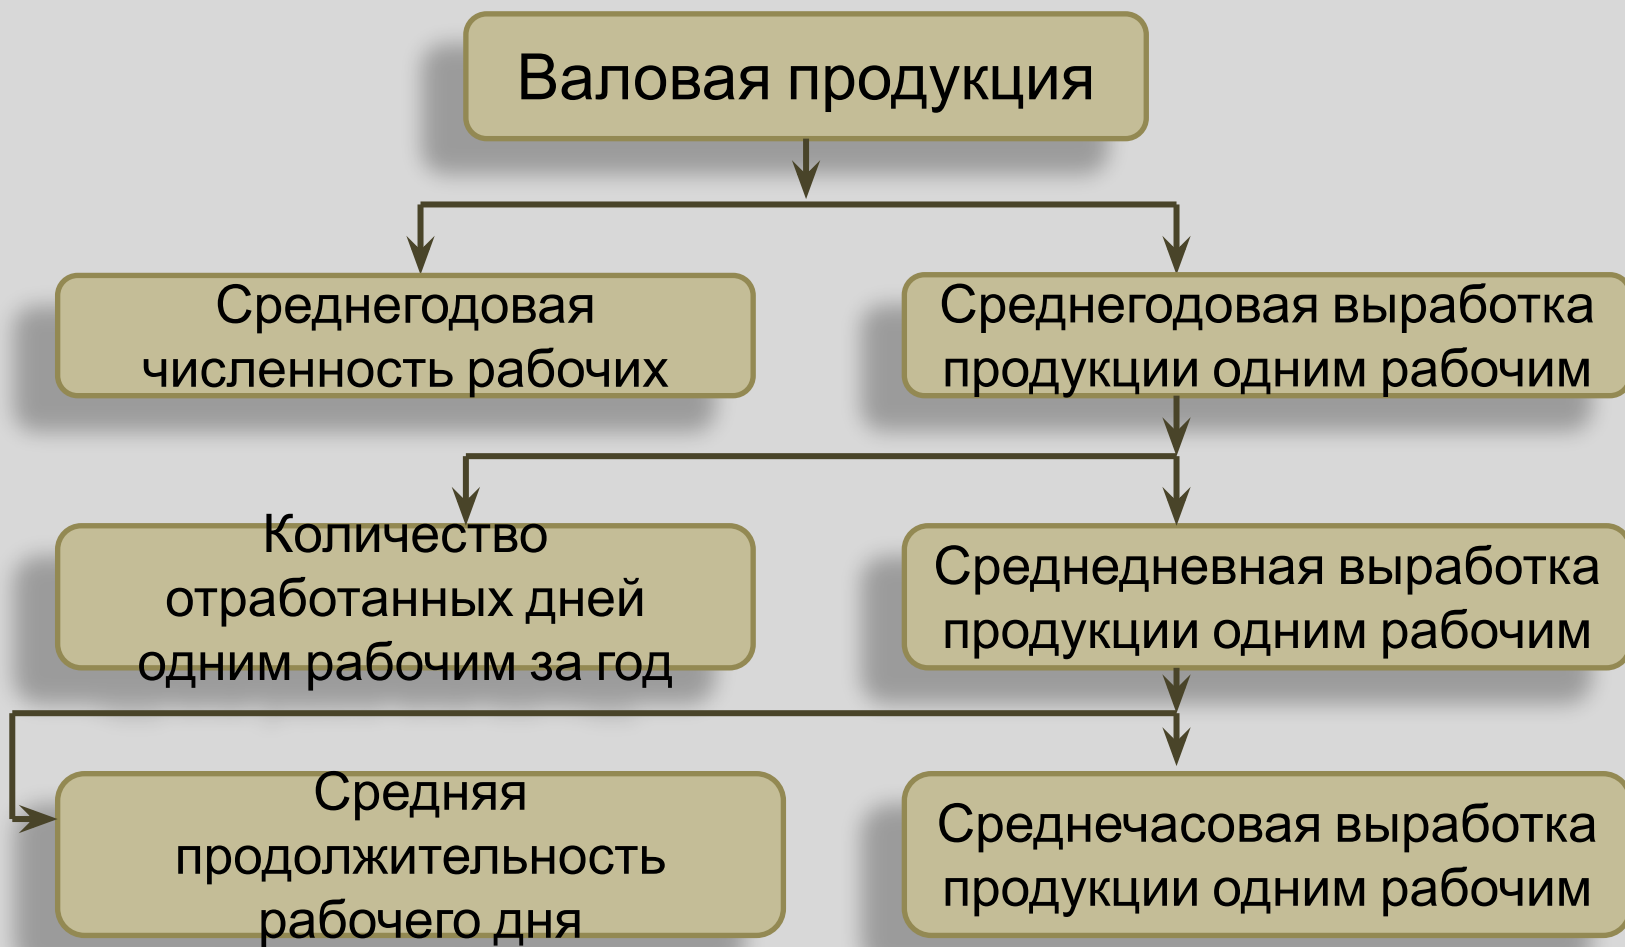 Валовая продукция
Среднегодовая
численность рабочих
Среднегодовая выработка
продукции одним рабочим
Количество
отработанных дней
одним рабочим за год
Среднедневная выработка
продукции одним рабочим
Средняя
продолжительность
рабочего дня
Среднечасовая выработка
продукции одним рабочим